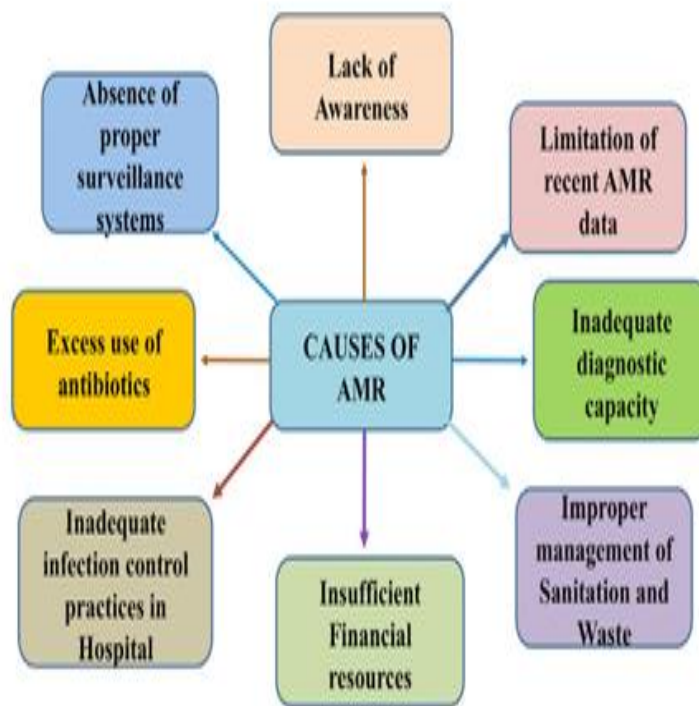 Lack of
Awareness
Absence of
proper
surveillance
systems
Limitation of
recent AMR
data
Excess use of
antibiotics
CAUSES OF
AMR
Inadequate
diagnostic
capacity
Inadequate
infection control
practices in
Hospital
Insufficient
Financial
resources
Improper
management of
Sanitation and
Waste